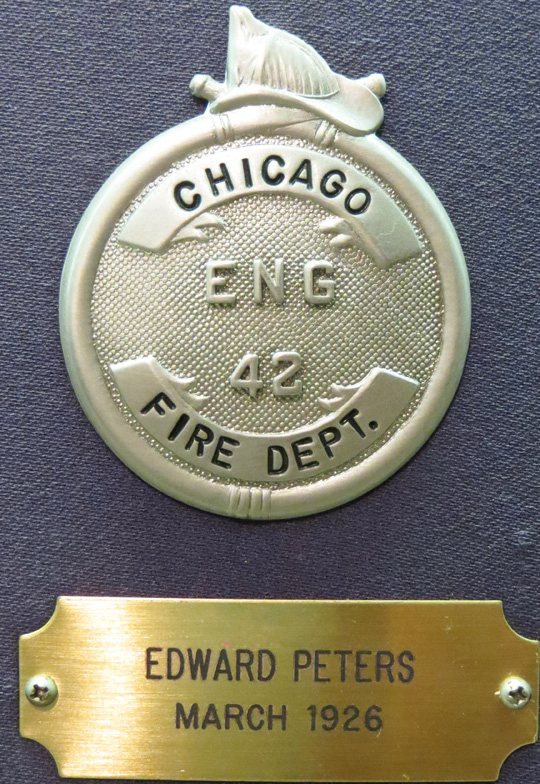 CHICAGO
ENG
42
FIRE DEPT.
EDWARD PETERS
MARCH 1926